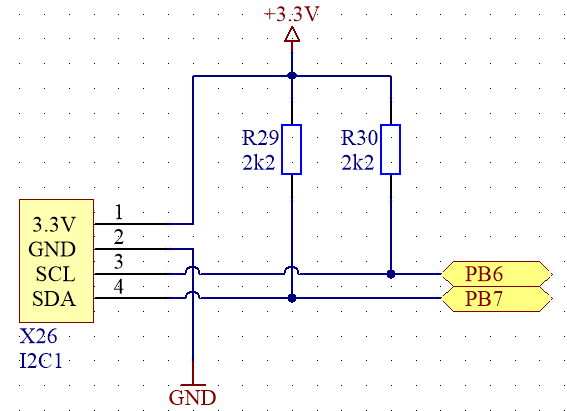 +3.3V
R29
2k2
R30
2k2
1
3.3V
2
GND
3
SCL
PB6
4
SDA
PB7
X26
I2C1
GND